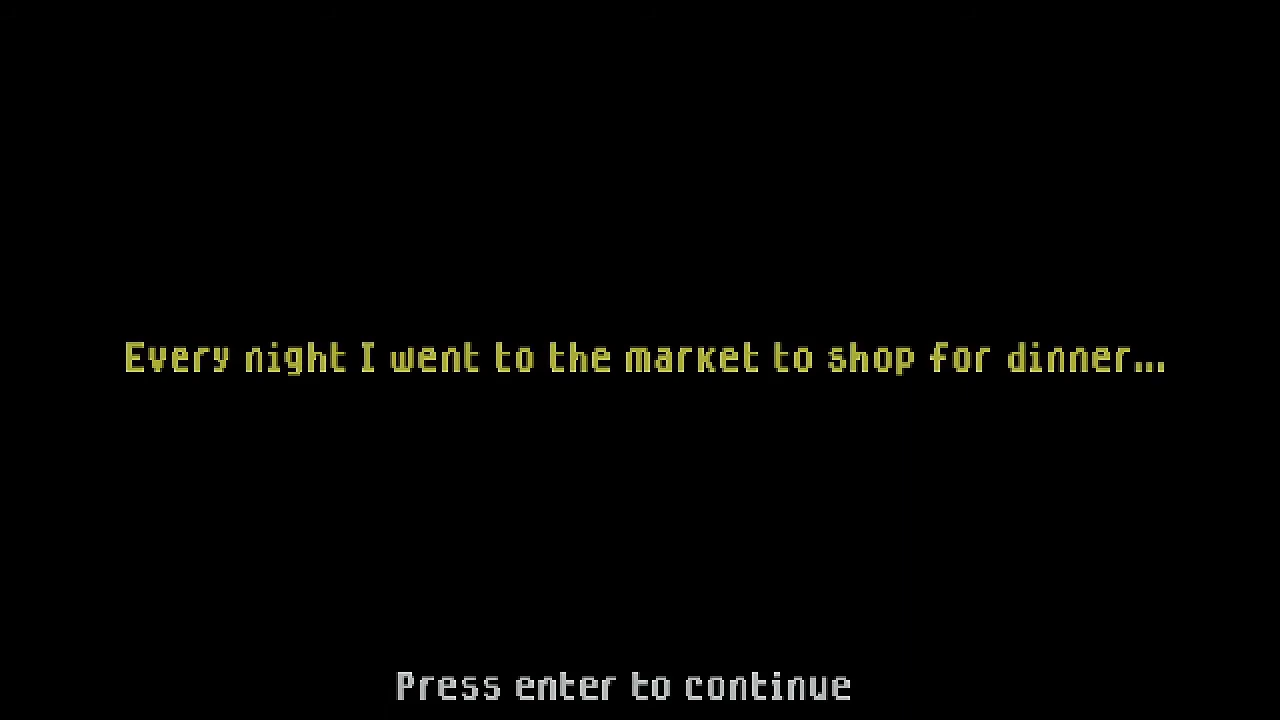 Every night I went to the market to shop for dinner...
Press enter to continue